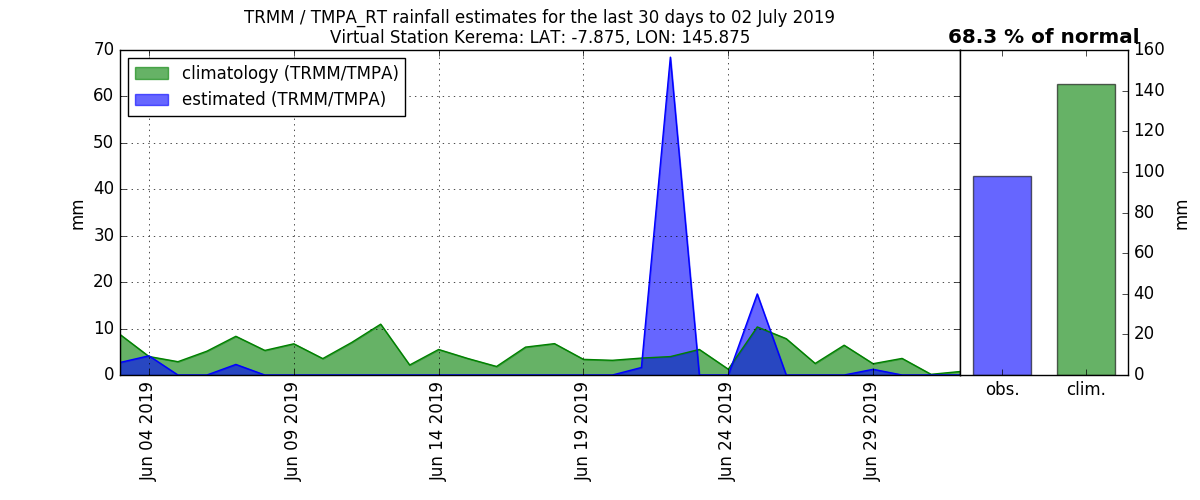 TRMM / TMPA_RT rainfall estimates for the last 30 days to 02 July 2019
Virtual Station Kerema: LAT: -7.875, LON: 145.875
68.3 % of normal
climatology (TRMM/TMPA)
estimated (TRMM/TMPA)
70
60
50
40
30
20
10
0
mm
Jun 04 2019
Jun 09 2019
Jun 14 2019
Jun 19 2019
Jun 24 2019
Jun 29 2019
obs.
clim.
160
140
120
100
80
60
40
20
0
mm